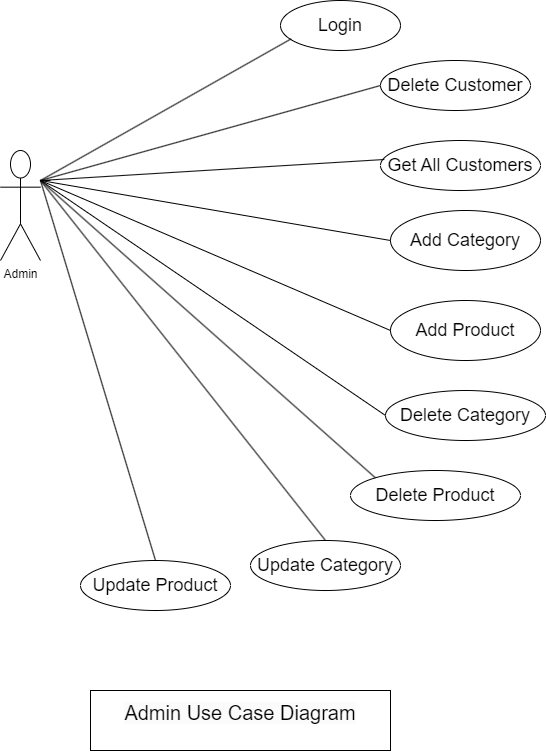 Login
Delete Customer
Get All Customers
Add Category
Admin
Add Product
Delete Category
Delete Product
Update Category
Update Product
Admin Use Case Diagram